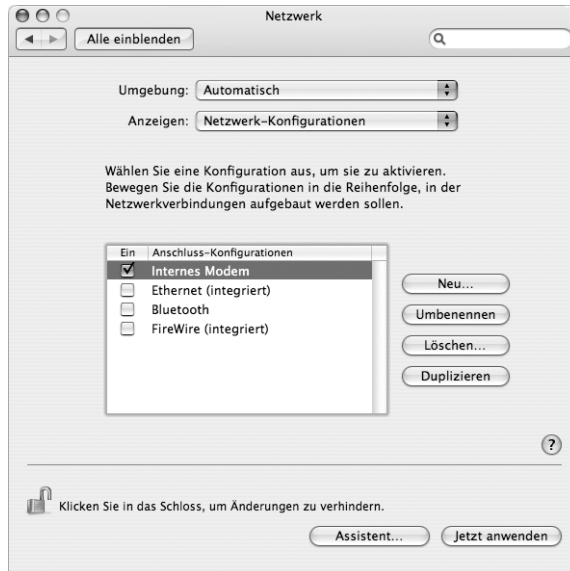 Netzwerk
Alle einblenden
Umgebung: Automatisch
Anzeigen: Netzwerk-Konfigurationen
Wählen Sie eine Konfiguration aus, um sie zu aktivieren.
Bewegen Sie die Konfigurationen in die Reihenfolge, in der
Netzwerkverbindungen aufgebaut werden sollen.
Ein Anschluss-Konfigurationen
Internes Modem
Ethernet (integriert)
Bluetooth
FireWire (integriert)
Neu...
Umbenennen
Löschen...
Duplizieren
?
Klicken Sie in das Schloss, um Änderungen zu verhindern.
Assistent... Jetzt anwenden